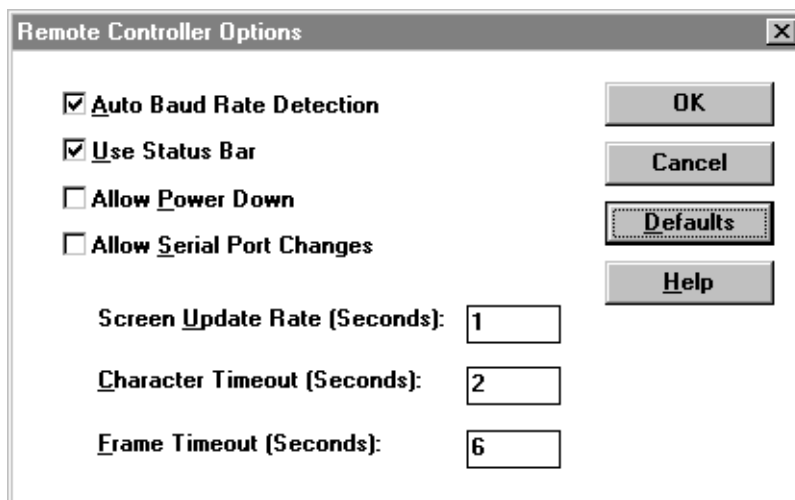 Remote Controller Options
Auto Baud Rate Detection
Use Status Bar
Allow Power Down
Allow Serial Port Changes
OK
Cancel
Defaults
Help
Screen Update Rate (Seconds): 1
Character Timeout (Seconds): 2
Frame Timeout (Seconds): 6